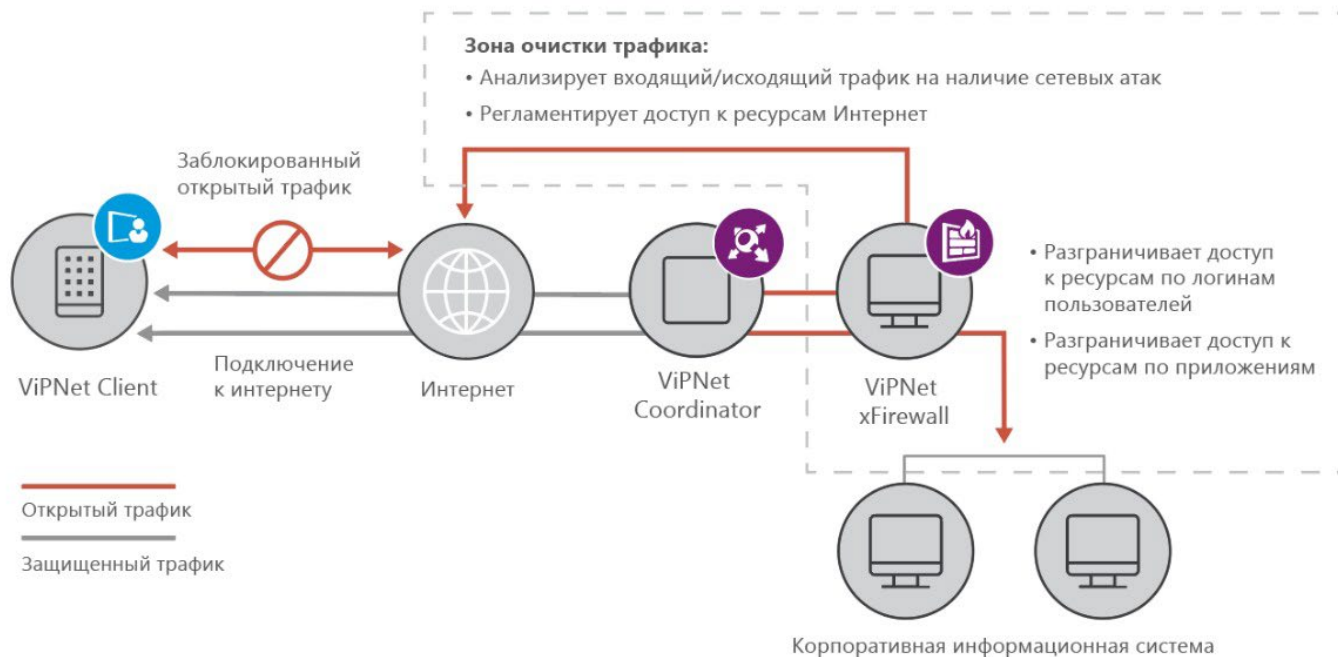 Зона очистки трафика:
• Анализирует входящий/исходящий трафик на наличие сетевых атак
• Регламентирует доступ к ресурсам Интернет
Заблокированный
открытый трафик
• Разграничивает доступ
к ресурсам по логинам
пользователей
• Разграничивает доступ к
ресурсам по приложениям
ViPNet Client
Подключение
к интернету
Интернет
ViPNet
Coordinator
ViPNet
xFirewall
Открытый трафик
Защищенный трафик
Корпоративная информационная система